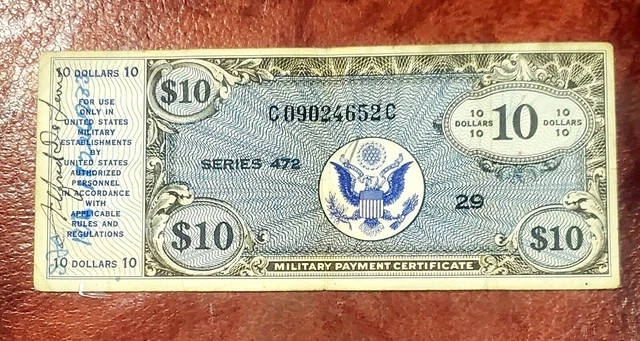 10 DOLLARS 10
FOR USE
ONLY IN
UNITED STATES
MILITARY
ESTABLISHMENTS
BY
UNITED STATES
AUTHORIZED
PERSONNEL
IN ACCORDANCE
WITH
APPLICABLE
RULES AND
REGULATIONS
10 DOLLARS 10
$10
C09024652C
10 10
DOLLARS 10 DOLLARS
10 10
SERIES 472
29
$10
$10
MILITARY PAYMENT CERTIFICATE